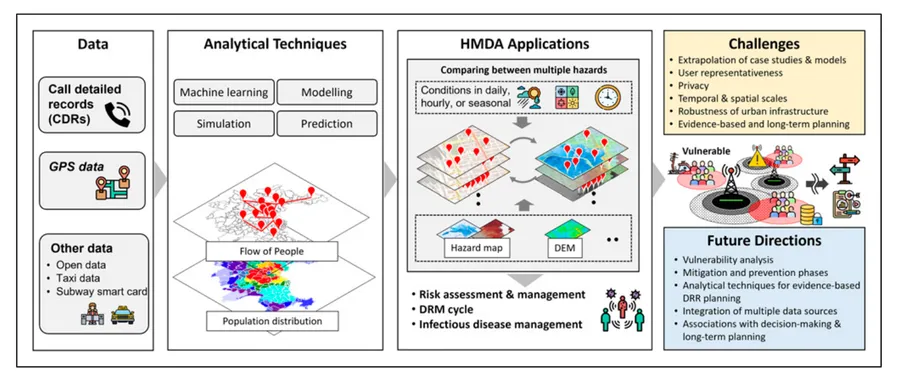 Data
Call detailed
records
(CDRs)
GPS data
Other data
• Open data
• Taxi data
• Subway smart card
Analytical Techniques
Machine learning
Modelling
Simulation
Prediction
Flow of People
Population distribution
HMDA Applications
Comparing between multiple hazards
Conditions in daily,
hourly, or seasonal
Hazard map
DEM
• Risk assessment & management
• DRM cycle
• Infectious disease management
Challenges
• Extrapolation of case studies & models
• User representativeness
• Privacy
• Temporal & spatial scales
• Robustness of urban infrastructure
• Evidence-based and long-term planning
Vulnerable
Future Directions
• Vulnerability analysis
• Mitigation and prevention phases
• Analytical techniques for evidence-based
DRR planning
• Integration of multiple data sources
• Associations with decision-making &
long-term planning